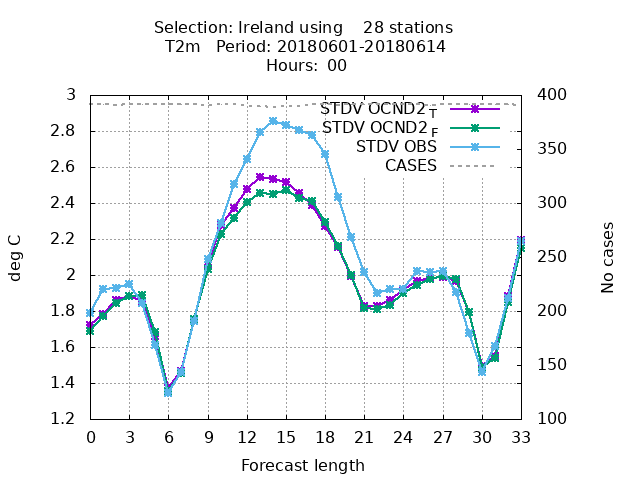 Selection: Ireland using    28 stations
T2m   Period: 20180601-20180614
Hours:  00
3
2.8
2.6
2.4
2.2
2
1.8
1.6
1.4
1.2
deg C
400
350
300
250
200
150
100
No cases
STDV OCND2_T
STDV OCND2_F
STDV OBS
CASES
0 3 6 9 12 15 18 21 24 27 30 33
Forecast length